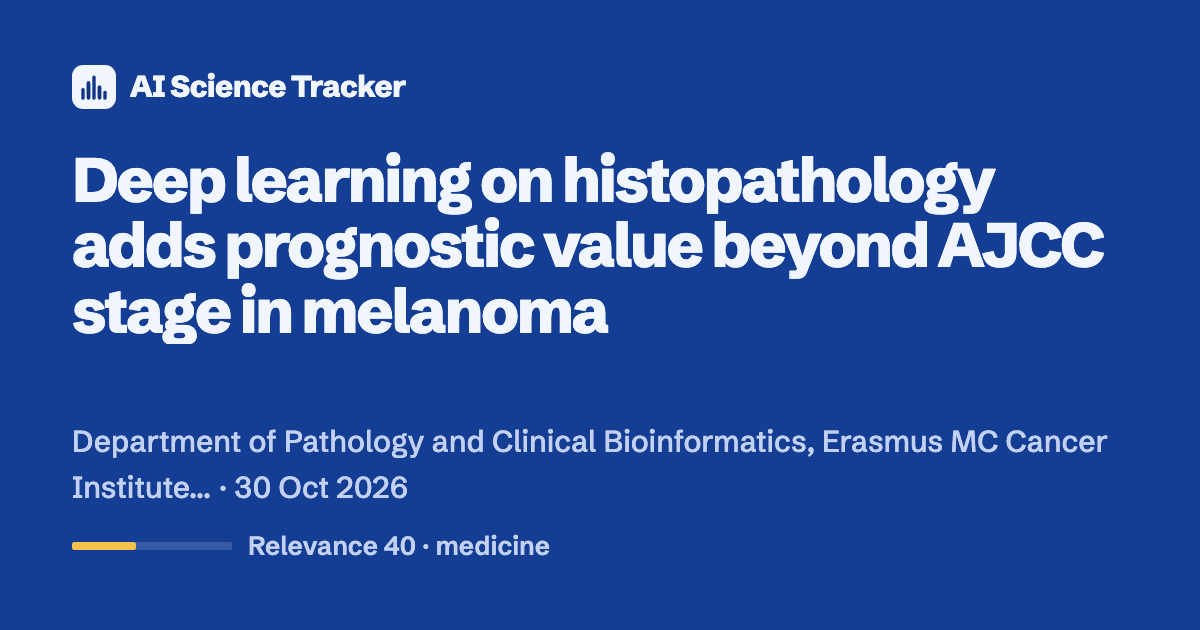 AI Science Tracker
Deep learning on histopathology
adds prognostic value beyond AJCC
stage in melanoma
Department of Pathology and Clinical Bioinformatics, Erasmus MC Cancer
Institute... · 30 Oct 2026
Relevance 40 · medicine